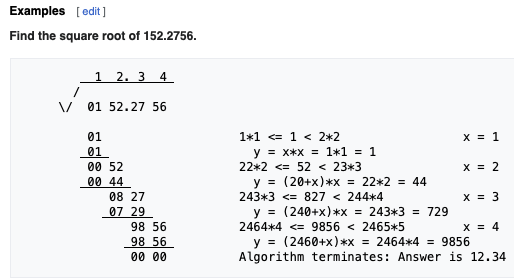 Examples [ edit ]
Find the square root of 152.2756.
1 2. 3 4
/
\/ 01 52.27 56
01 1*1 <= 1 < 2*2 x = 1
01 y = x*x = 1*1 = 1
00 52 22*2 <= 52 < 23*3 x = 2
00 44 y = (20+x)*x = 22*2 = 44
08 27 243*3 <= 827 < 244*4 x = 3
07 29 y = (240+x)*x = 243*3 = 729
98 56 2464*4 <= 9856 < 2465*5 x = 4
98 56 y = (2460+x)*x = 2464*4 = 9856
00 00 Algorithm terminates: Answer is 12.34